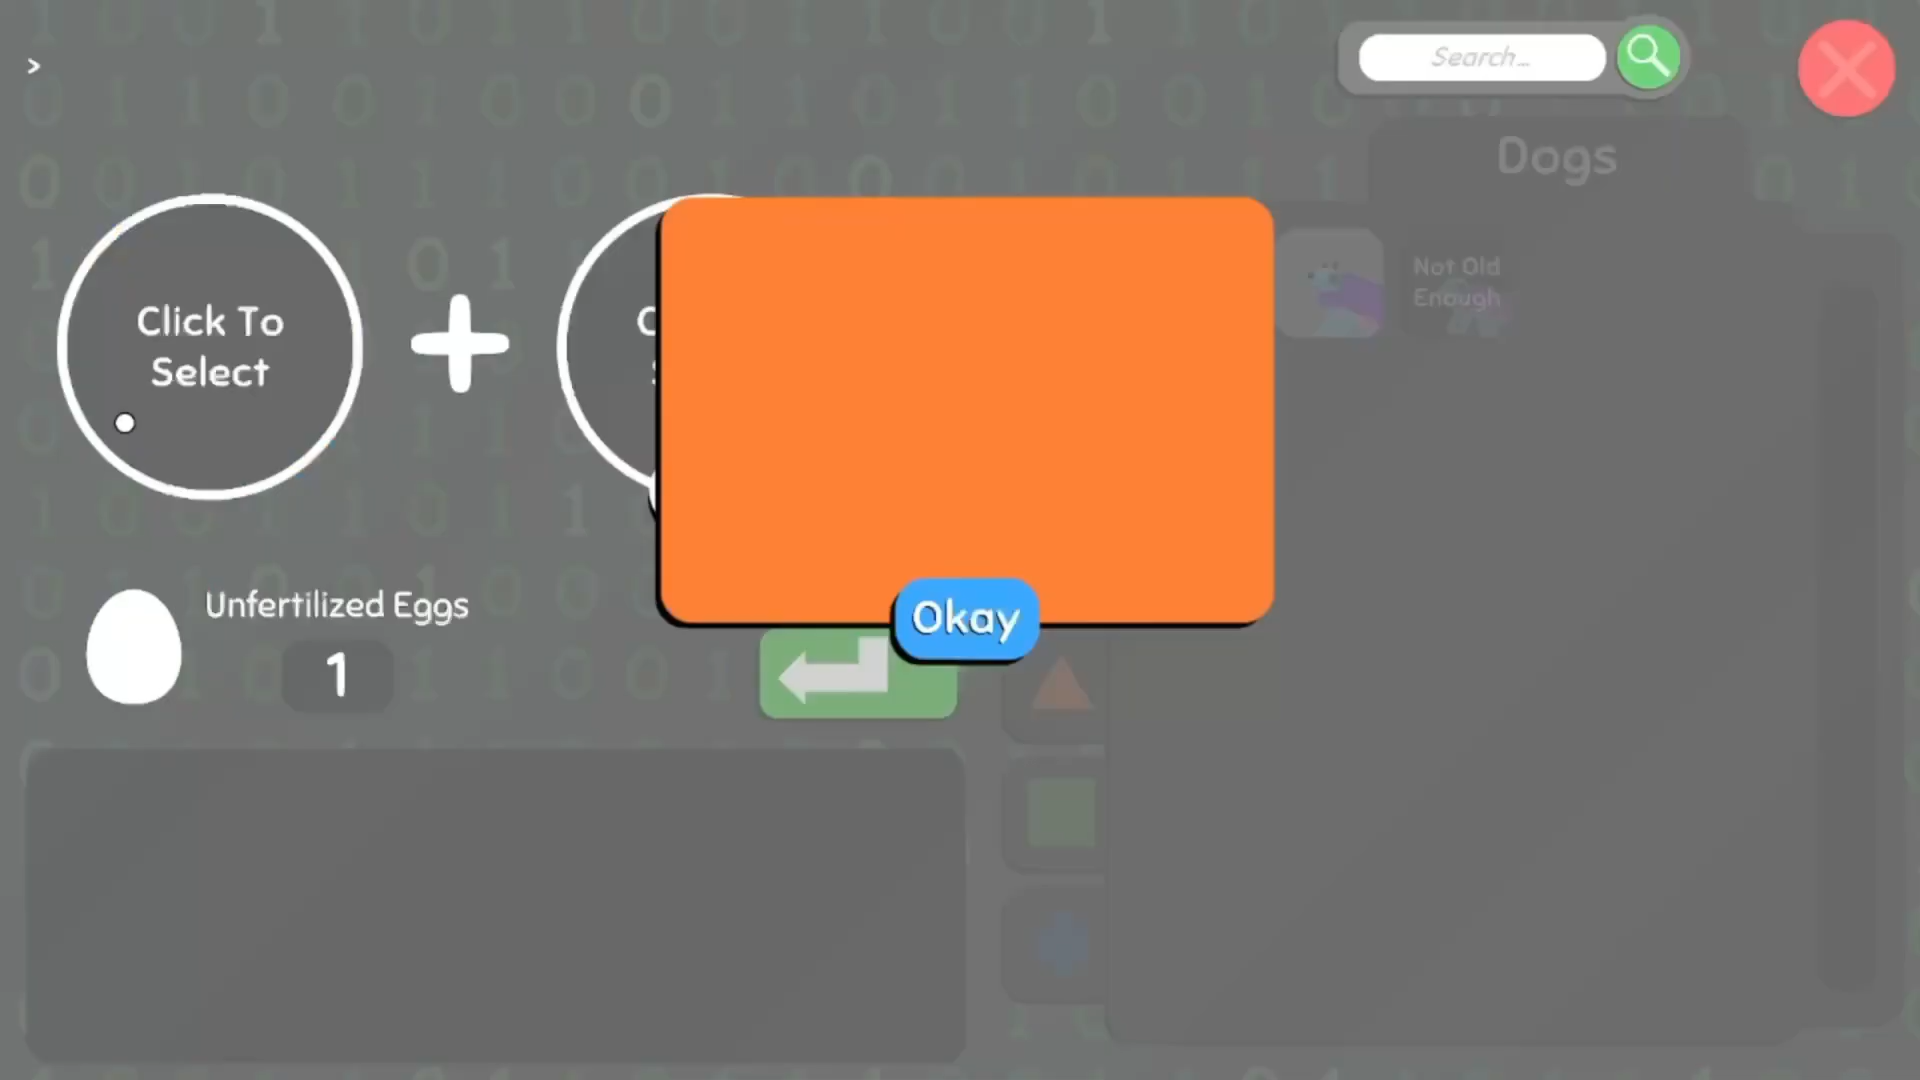 >
Search...
Dogs
Click To
Select
Not Old
Enough
Unfertilized Eggs
1
Okay